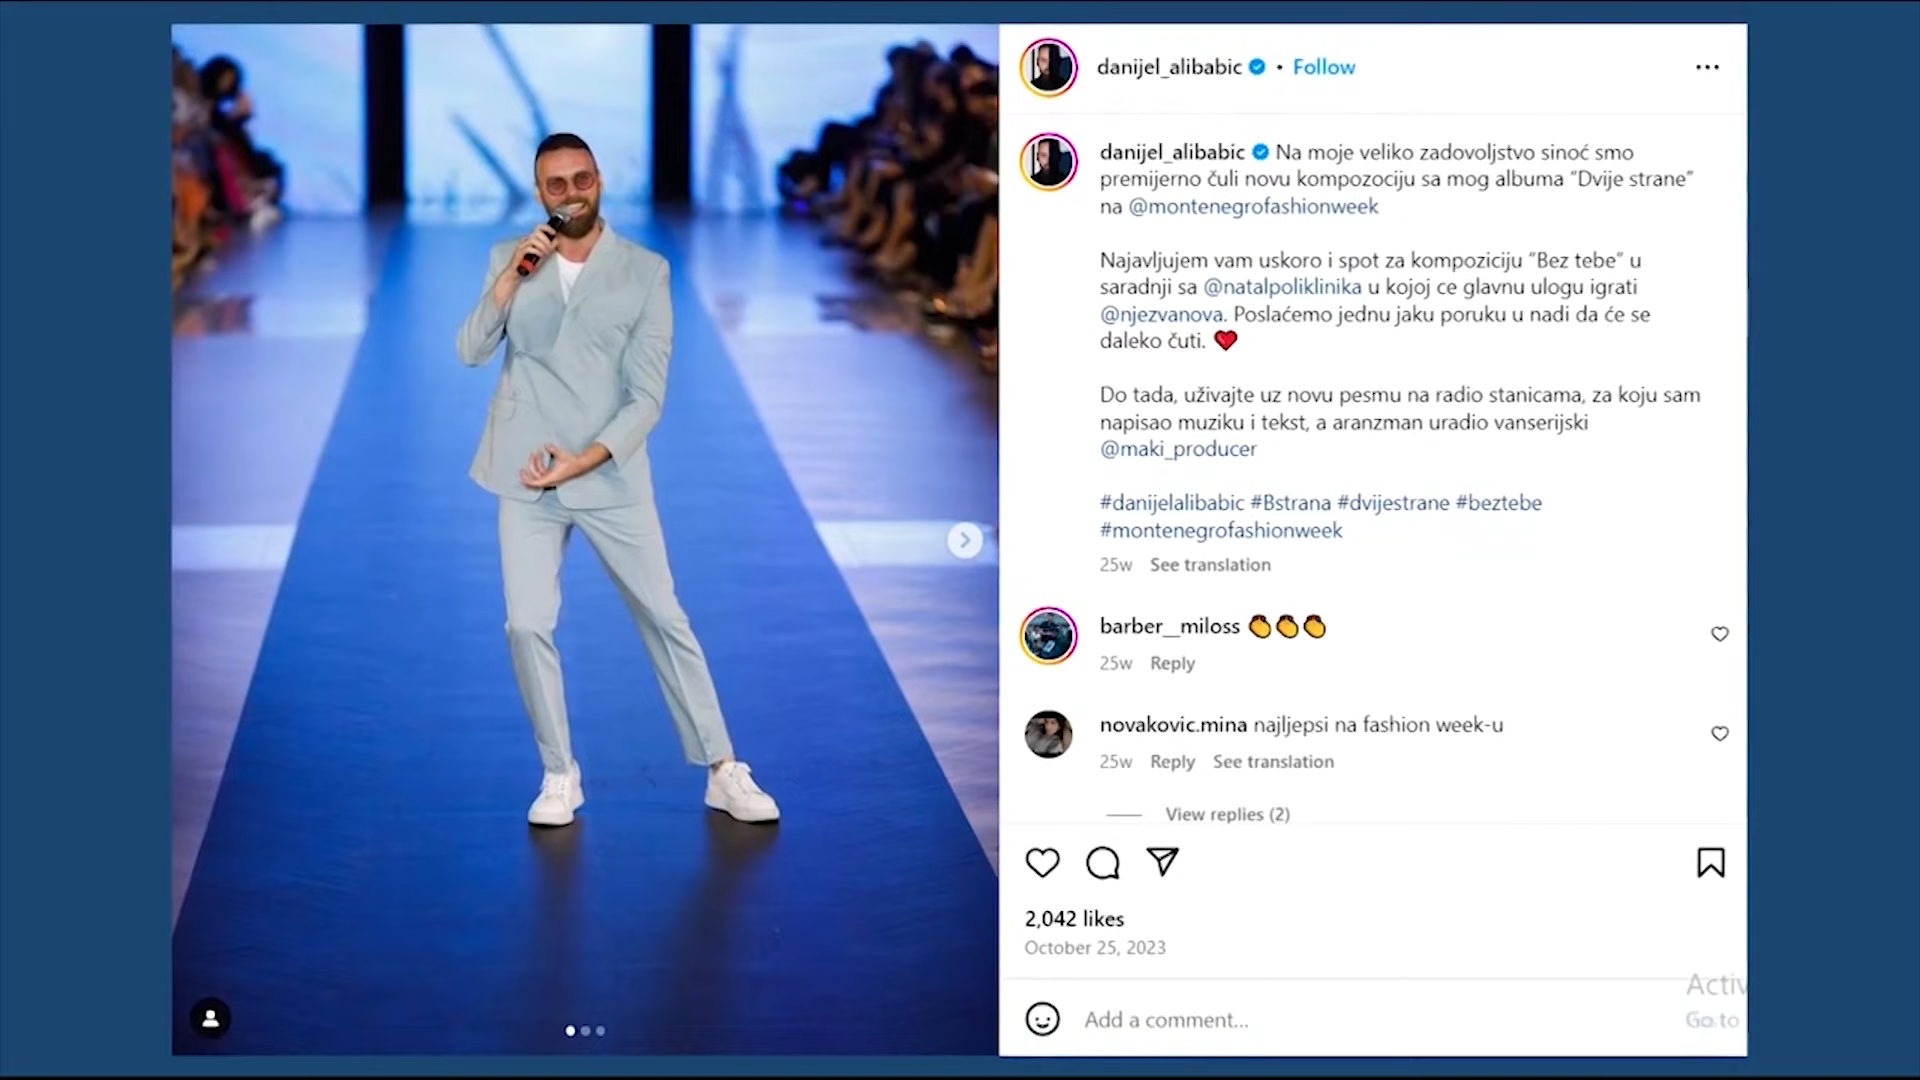 danijel_alibabic • Follow
danijel_alibabic Na moje veliko zadovoljstvo sinoć smo
premijerno čuli novu kompozociju sa mog albuma “Dvije strane”
na @montenegrofashionweek
Najavljujem vam uskoro i spot za kompoziciju “Bez tebe” u
saradnji sa @natalpoliklinika u kojoj ce glavnu ulogu igrati
@njezvanova. Poslaćemo jednu jaku poruku u nadi da će se
daleko čuti. ❤️
Do tada, uživajte uz novu pesmu na radio stanicama, za koju sam
napisao muziku i tekst, a aranzman uradio vanserijski
@maki_producer
#danijelalibabic #Bstrana #dvijestrane #beztebe
#montenegrofashionweek
25w See translation
barber__miloss 👏👏👏
25w Reply
novakovic.mina najljepsi na fashion week-u
25w Reply See translation
View replies (2)
2,042 likes
October 25, 2023
Activ
Add a comment...
Go to